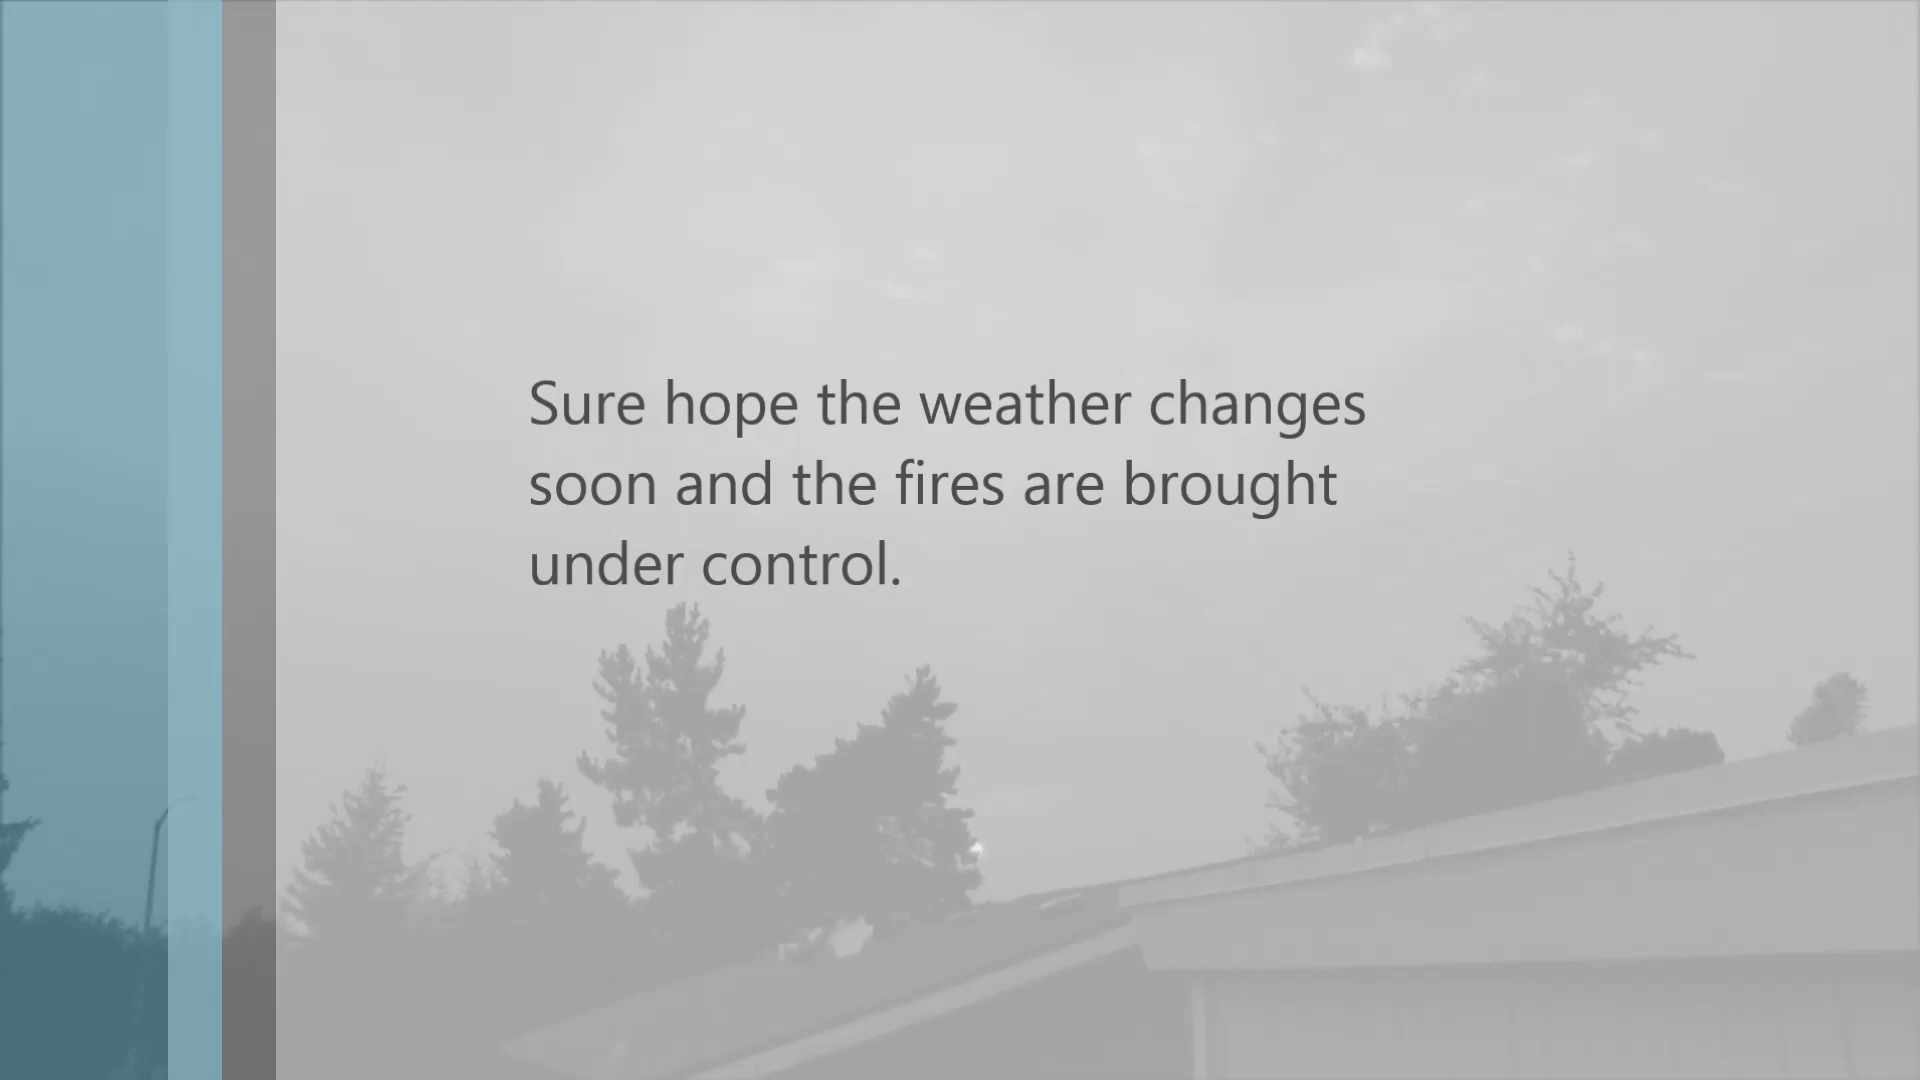 Sure hope the weather changes
soon and the fires are brought
under control.